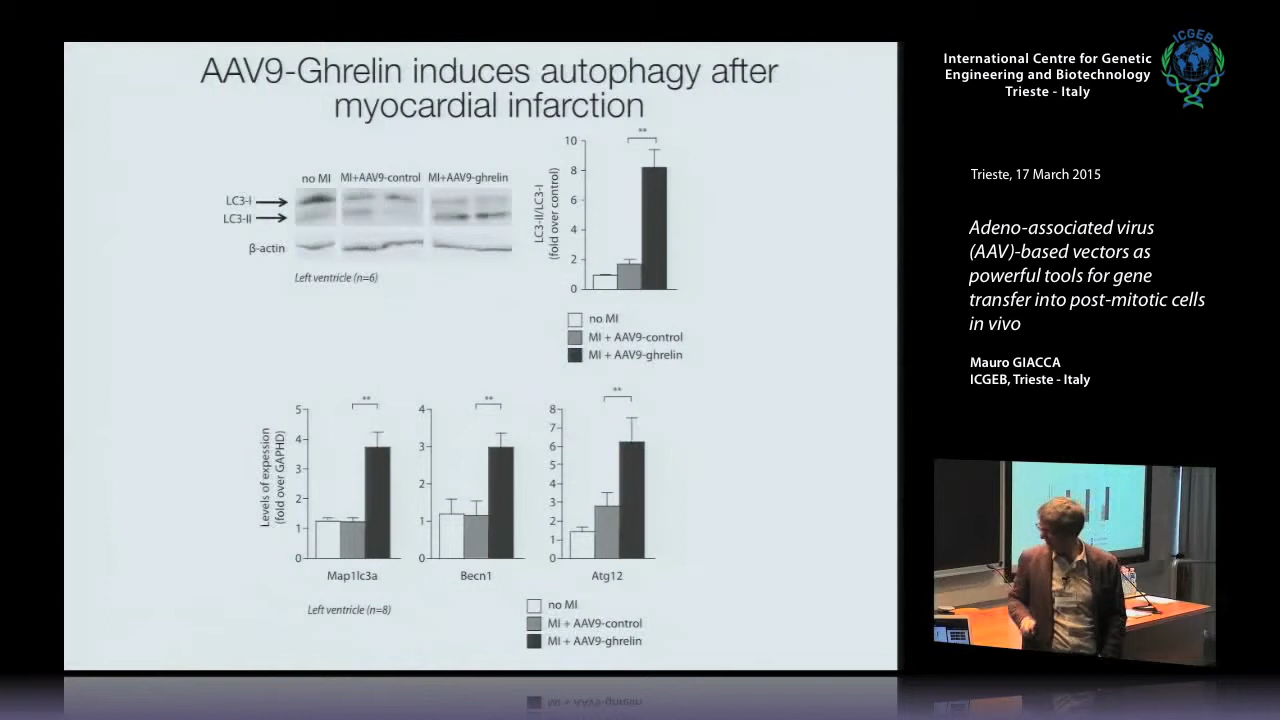 AAV9-Ghrelin induces autophagy after
myocardial infarction
no MI
MI+AAV9-control
MI+AAV9-ghrelin
LC3-I
LC3-II
β-actin
Left ventricle (n=6)
LC3-II/LC3-I
(fold over control)
10
8
6
4
2
0
**
no MI
MI + AAV9-control
MI + AAV9-ghrelin
Levels of expession
(fold over GAPHD)
5
4
3
2
1
0
**
Map1lc3a
4
3
2
1
0
**
Becn1
8
7
6
5
4
3
2
1
0
**
Atg12
Left ventricle (n=8)
no MI
MI + AAV9-control
MI + AAV9-ghrelin
International Centre for Genetic
Engineering and Biotechnology
Trieste - Italy
ICGEB
Trieste, 17 March 2015
Adeno-associated virus
(AAV)-based vectors as
powerful tools for gene
transfer into post-mitotic cells
in vivo
Mauro GIACCA
ICGEB, Trieste - Italy